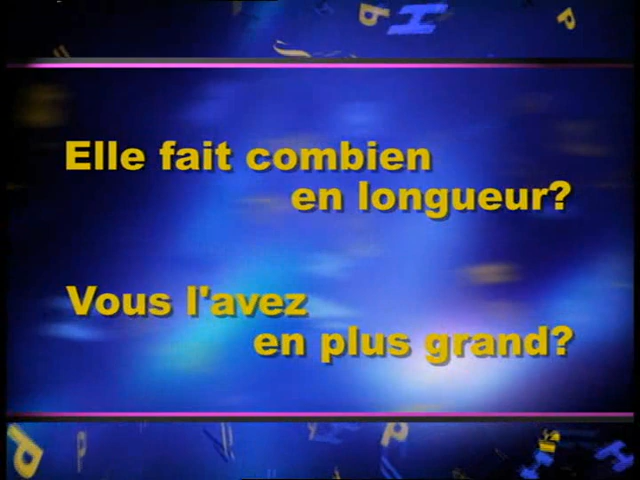 Elle fait combien
en longueur?
Vous l'avez
en plus grand?